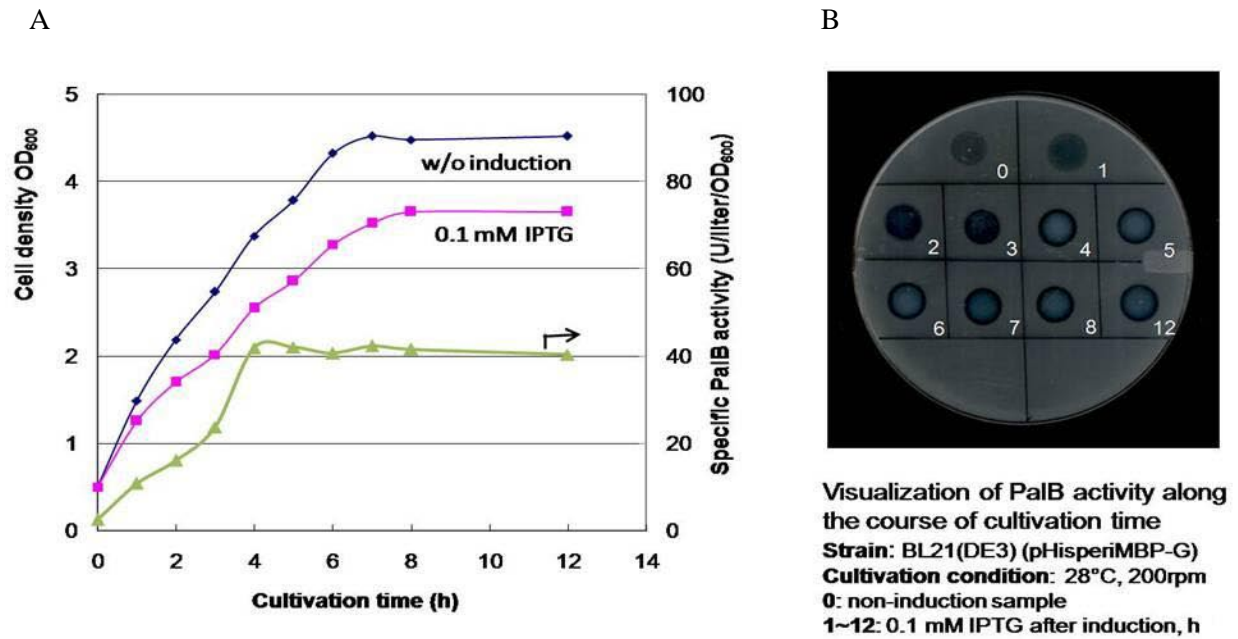 A
B
5
4
3
2
1
0
Cell density OD600
100
80
60
40
20
0
Specific PalB activity (U/liter/OD600)
w/o induction
0.1 mM IPTG
0 2 4 6 8 10 12 14
Cultivation time (h)
0 1
2 3 4 5
6 7 8 12
Visualization of PalB activity along
the course of cultivation time
Strain: BL21(DE3) (pHisperiMBP-G)
Cultivation condition: 28°C, 200rpm
0: non-induction sample
1~12: 0.1 mM IPTG after induction, h